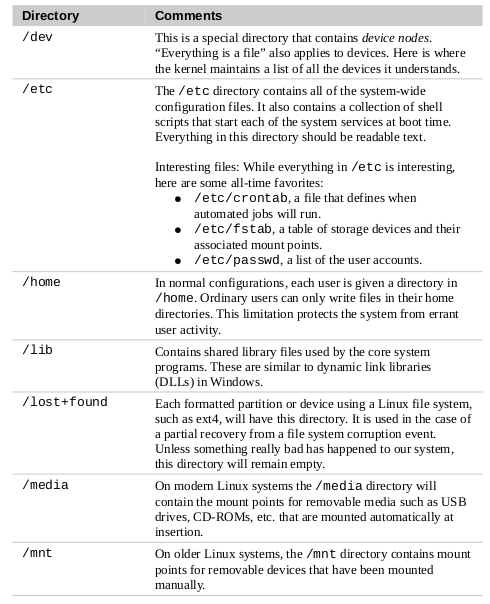 Directory Comments
/dev This is a special directory that contains device nodes.
“Everything is a file” also applies to devices. Here is where
the kernel maintains a list of all the devices it understands.
/etc The /etc directory contains all of the system-wide
configuration files. It also contains a collection of shell
scripts that start each of the system services at boot time.
Everything in this directory should be readable text.
Interesting files: While everything in /etc is interesting,
here are some all-time favorites:
● /etc/crontab, a file that defines when
automated jobs will run.
● /etc/fstab, a table of storage devices and their
associated mount points.
● /etc/passwd, a list of the user accounts.
/home In normal configurations, each user is given a directory in
/home. Ordinary users can only write files in their home
directories. This limitation protects the system from errant
user activity.
/lib Contains shared library files used by the core system
programs. These are similar to dynamic link libraries
(DLLs) in Windows.
/lost+found Each formatted partition or device using a Linux file system,
such as ext4, will have this directory. It is used in the case of
a partial recovery from a file system corruption event.
Unless something really bad has happened to our system,
this directory will remain empty.
/media On modern Linux systems the /media directory will
contain the mount points for removable media such as USB
drives, CD-ROMs, etc. that are mounted automatically at
insertion.
/mnt On older Linux systems, the /mnt directory contains mount
points for removable devices that have been mounted
manually.